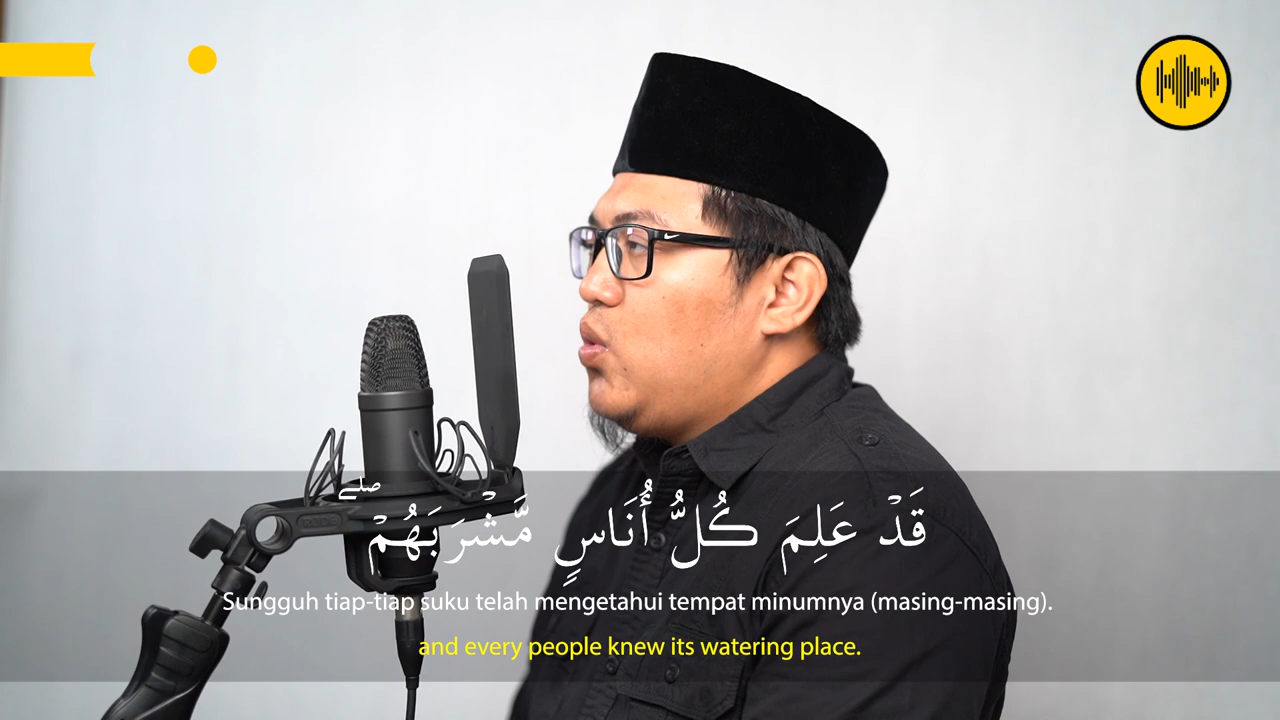 قَدۡ عَلِمَ كُلُّ أُنَاسٖ مَّشۡرَبَهُمۡۖ
Sungguh tiap-tiap suku telah mengetahui tempat minumnya (masing-masing).
and every people knew its watering place.